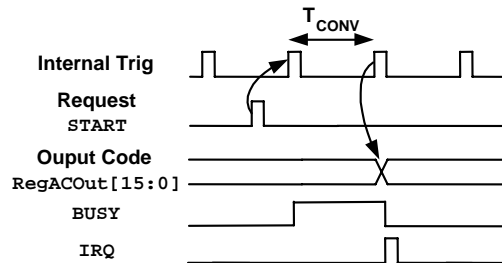 TCONV
Internal Trig
Request
START
Ouput Code
RegACOut[15:0]
BUSY
IRQ